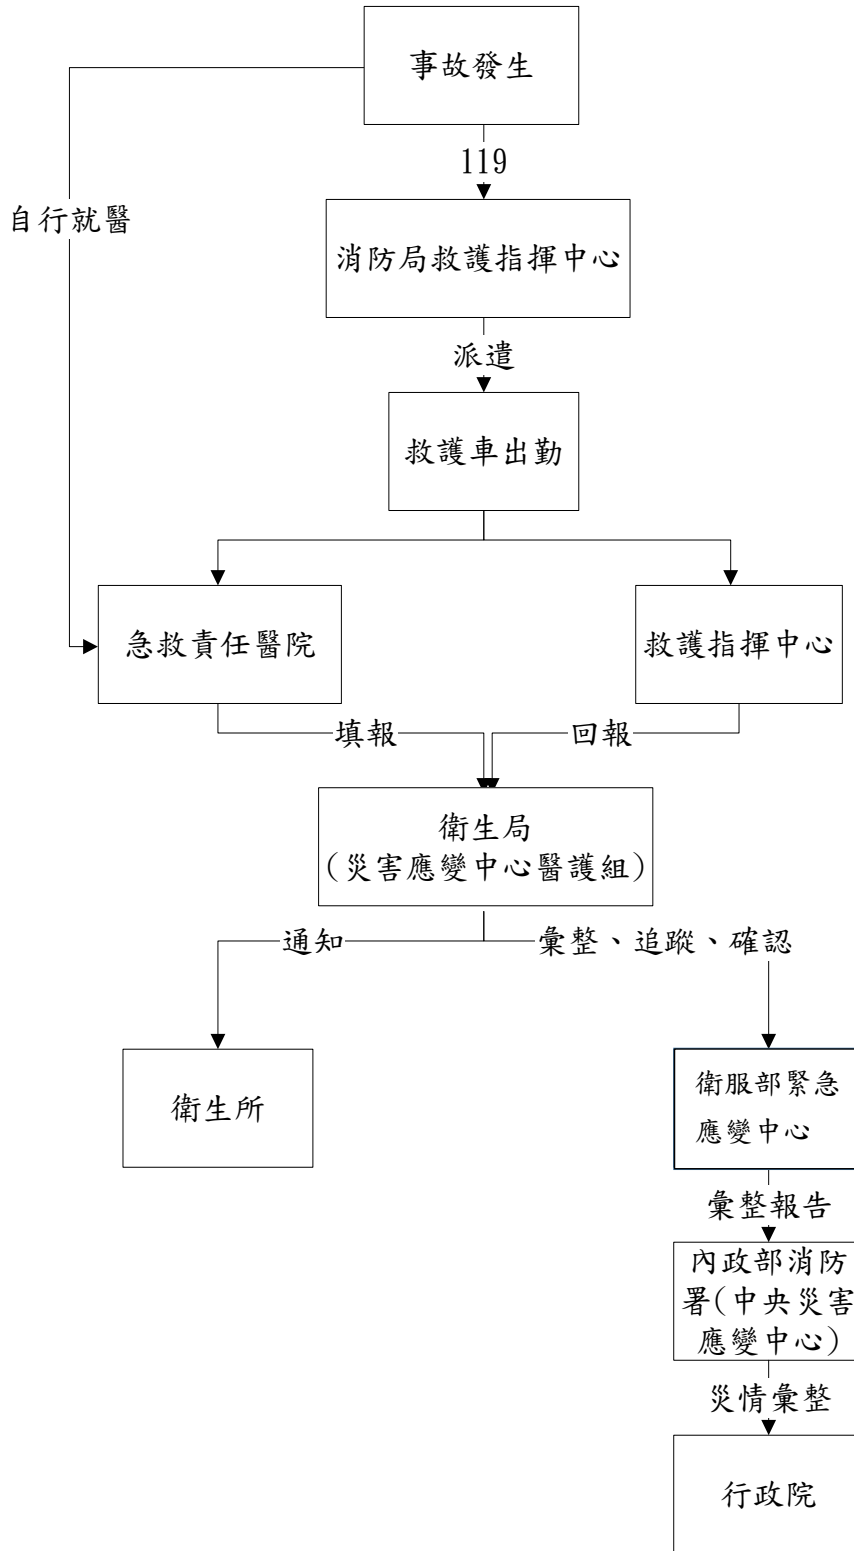 事故發生
119
自行就醫
消防局救護指揮中心
派遣
救護車出勤
急救責任醫院
救護指揮中心
填報
回報
衛生局
(災害應變中心醫護組)
通知
彙整、追蹤、確認
衛生所
衛服部緊急
應變中心
彙整報告
內政部消防
署(中央災害
應變中心)
災情彙整
行政院